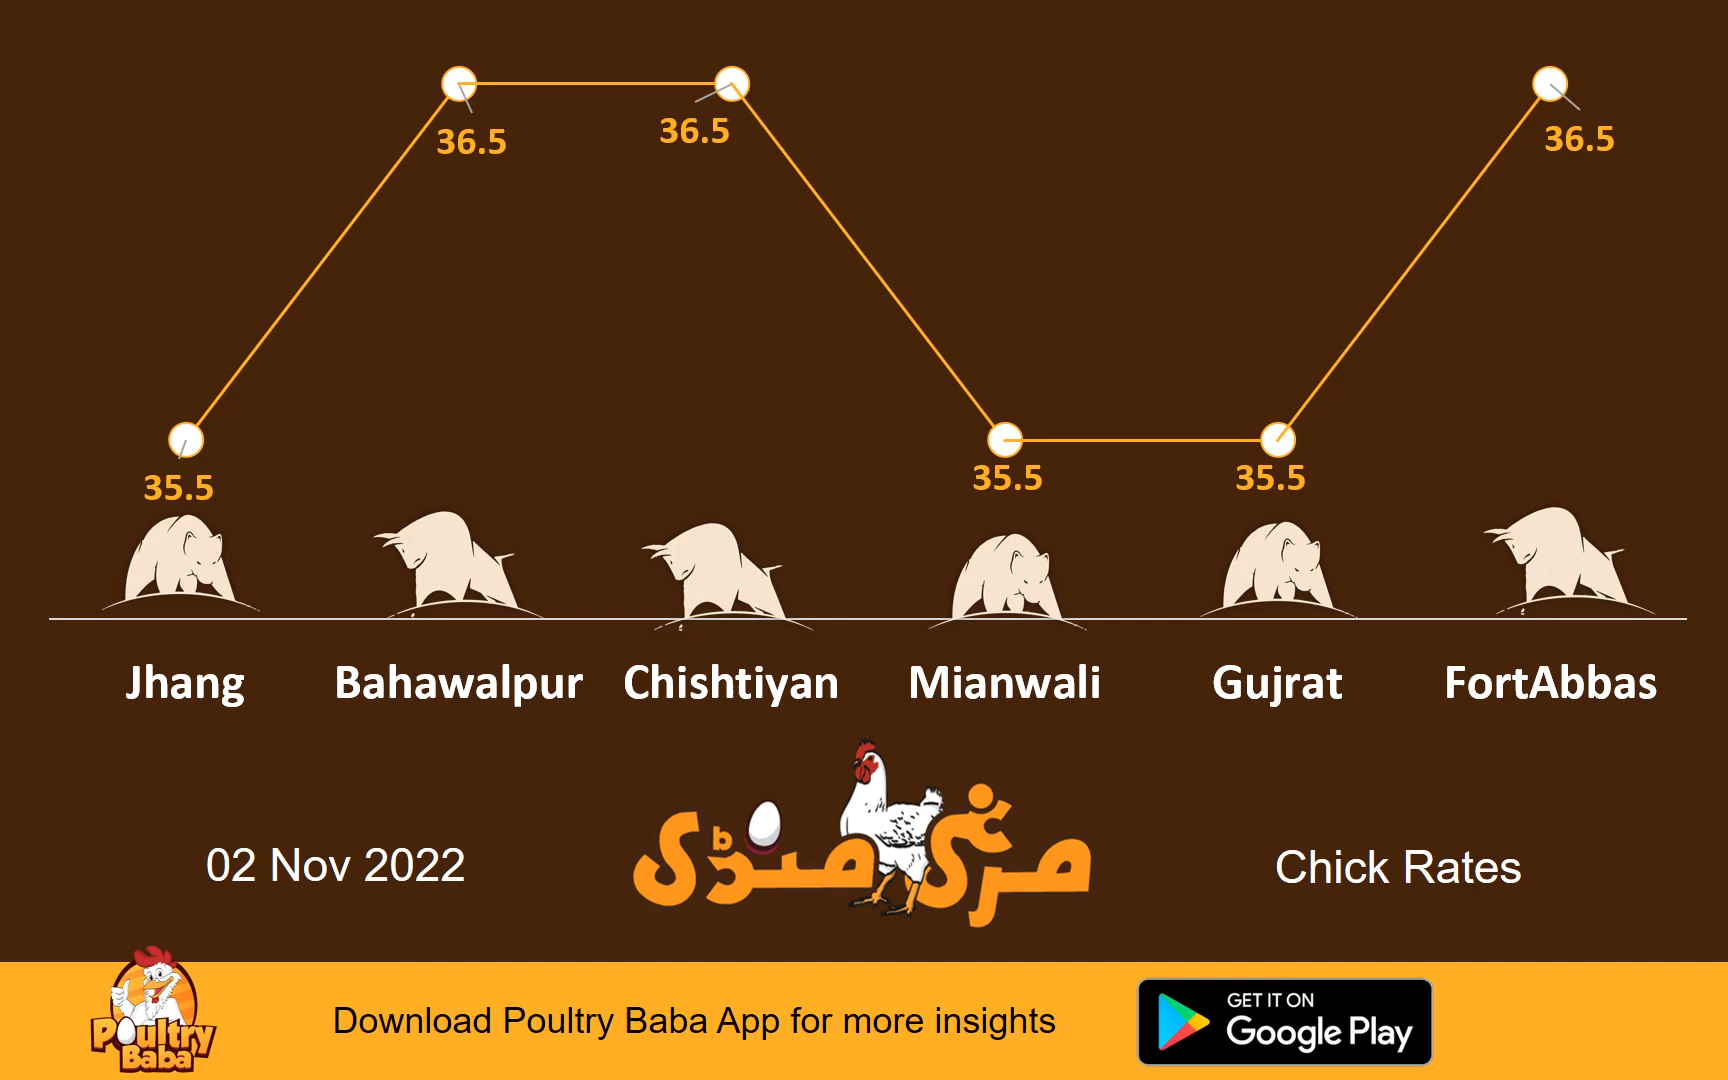 36.5
36.5
36.5
35.5
35.5
35.5
Jhang
Bahawalpur
Chishtiyan
Mianwali
Gujrat
FortAbbas
مرغی منڈی
02 Nov 2022
Chick Rates
Poultry
Baba
Download Poultry Baba App for more insights
GET IT ON
Google Play